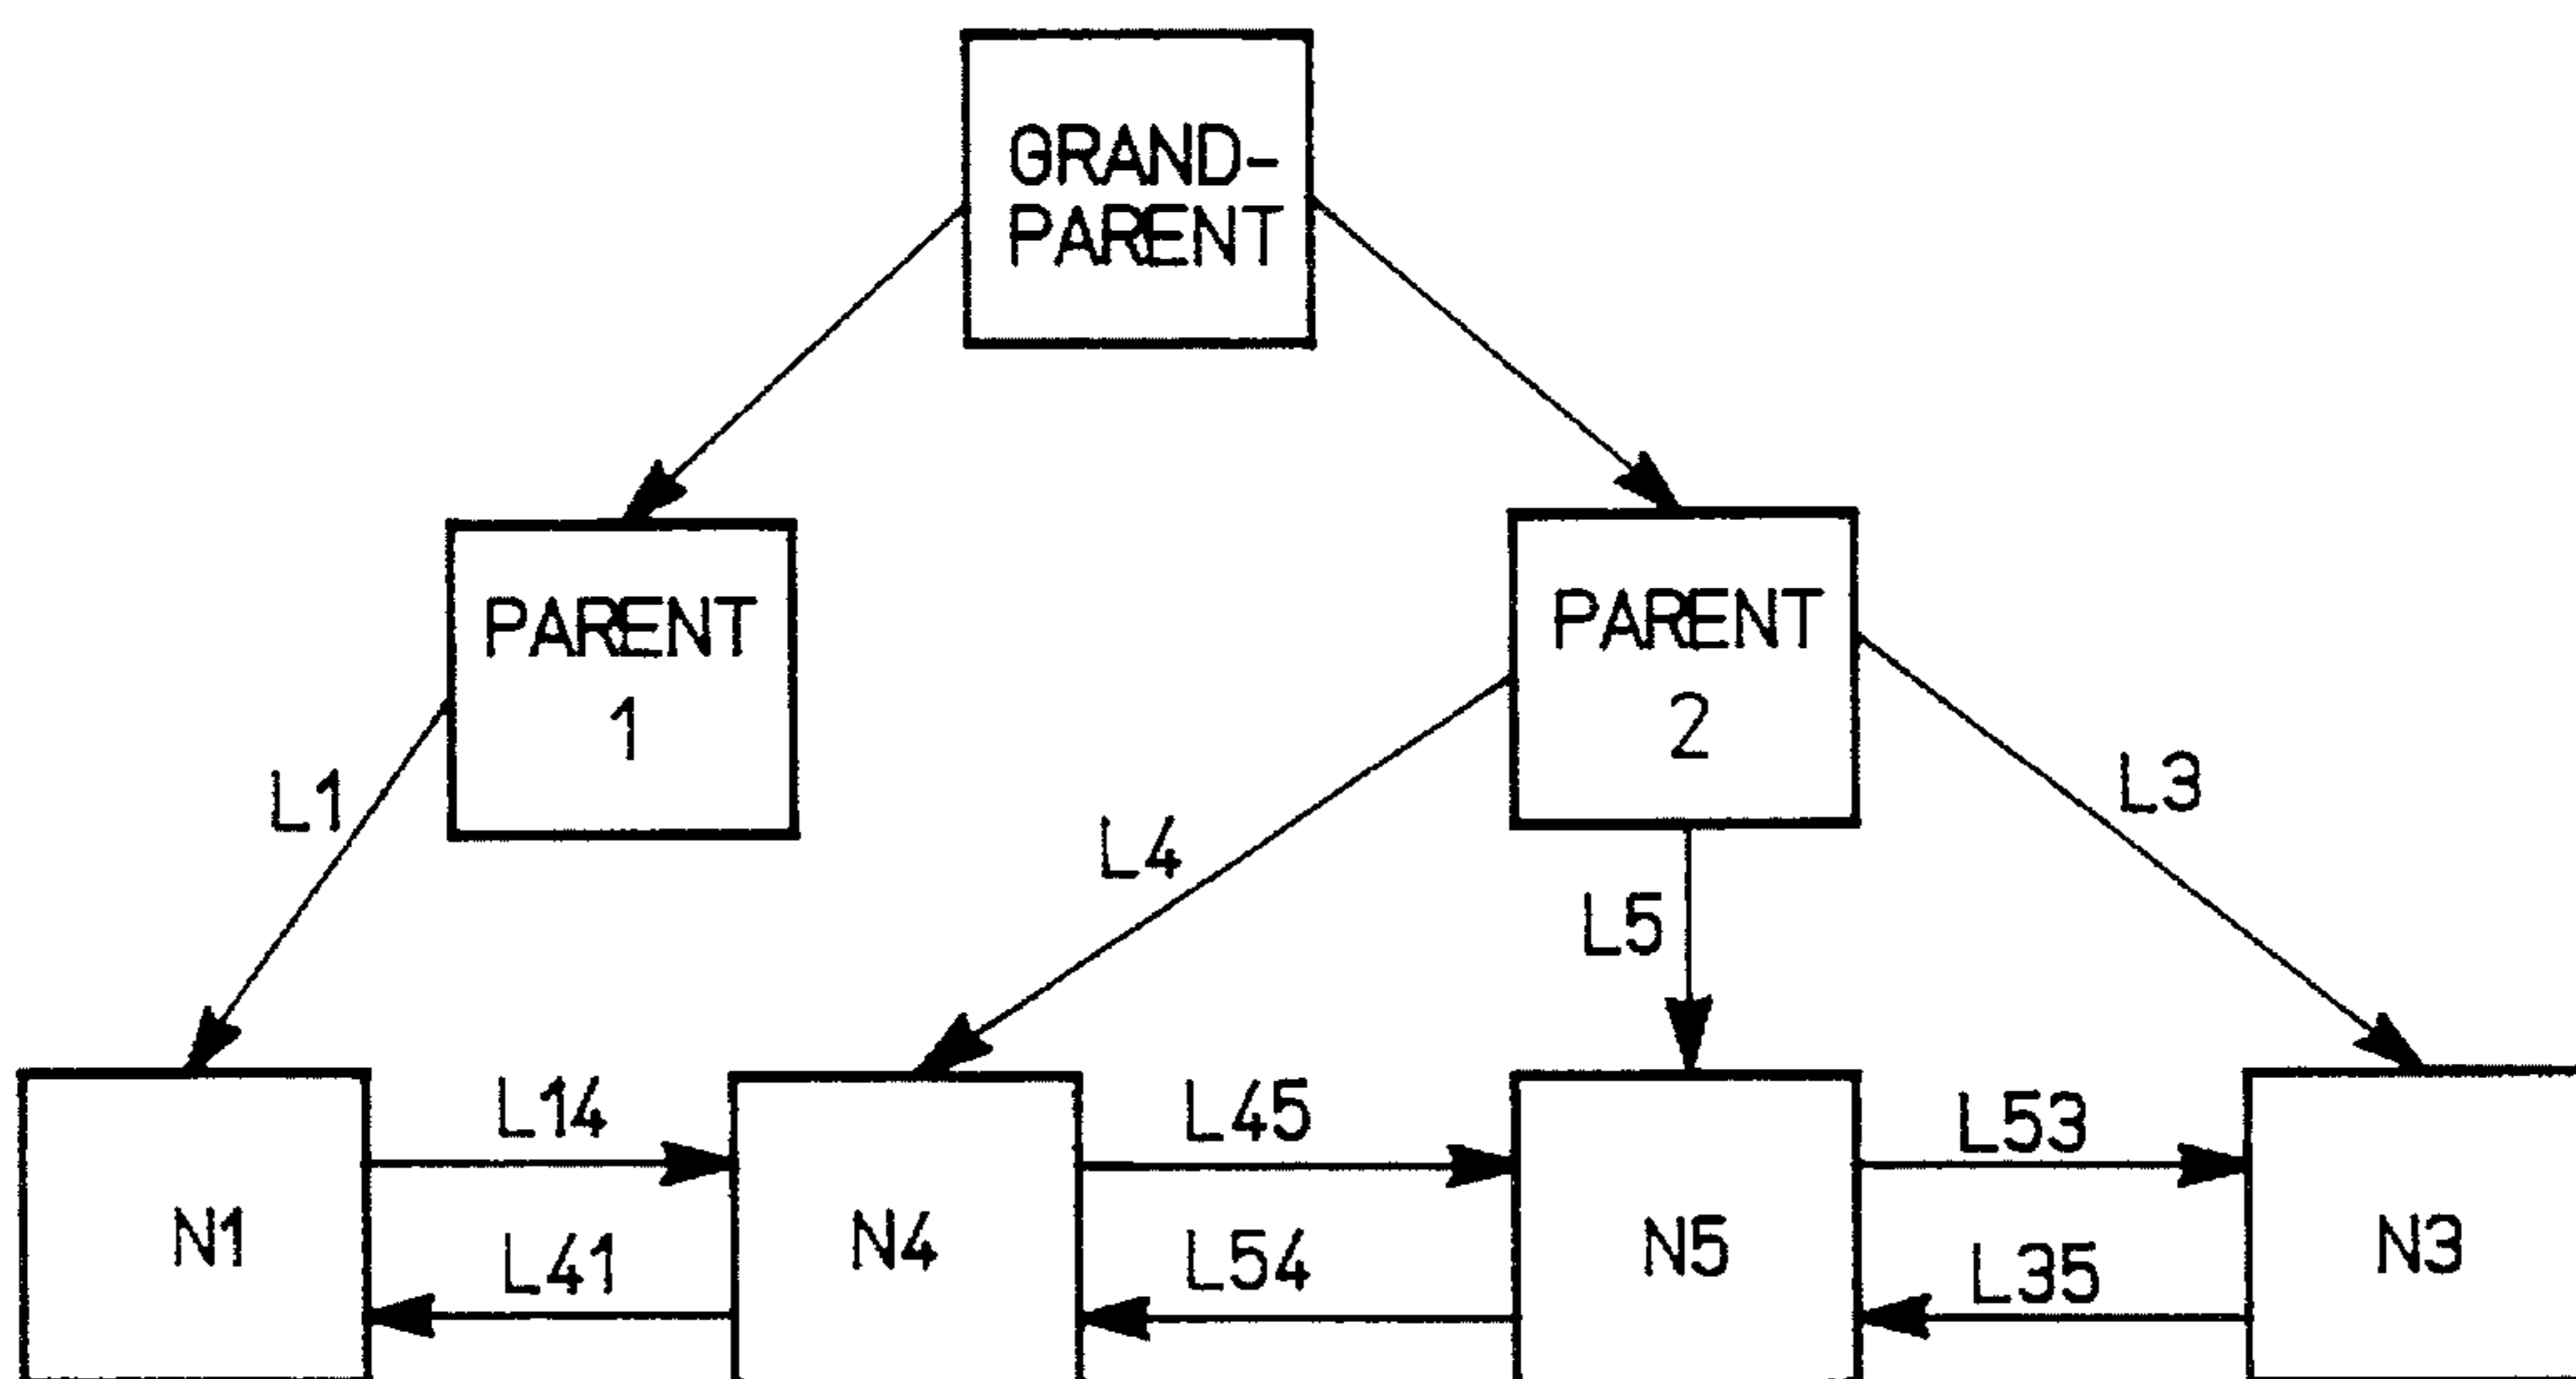 GRAND-
PARENT
PARENT
1
PARENT
2
L1
L4
L5
L3
L14
L45
L53
N1
N4
N5
N3
L41
L54
L35